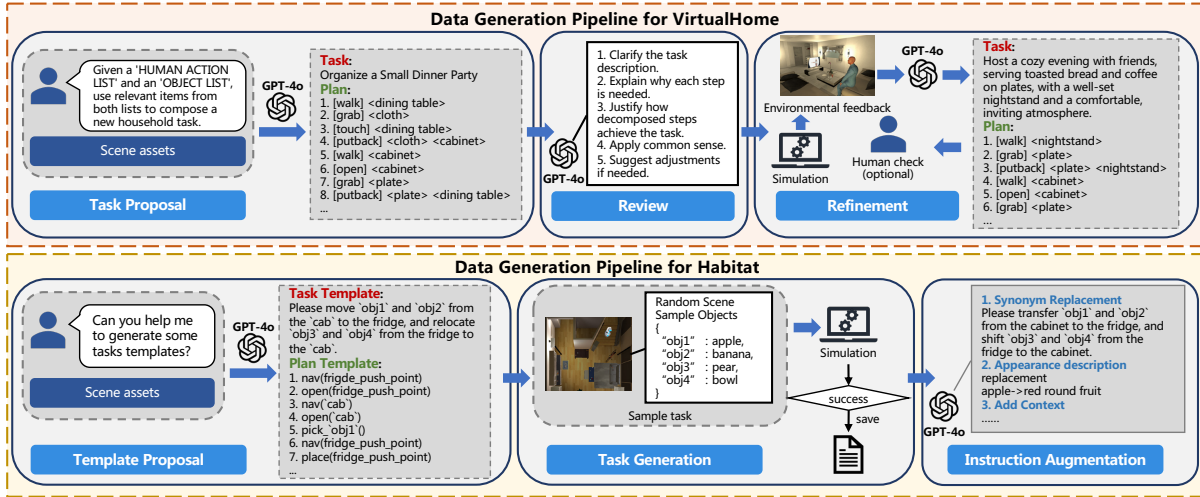 Data Generation Pipeline for VirtualHome
Given a 'HUMAN ACTION
LIST' and an 'OBJECT LIST',
use relevant items from
both lists to compose a
new household task.
Scene assets
Task Proposal
GPT-4o
Task:
Organize a Small Dinner Party
Plan:
1. [walk] <dining table>
2. [grab] <cloth>
3. [touch] <dining table>
4. [putback] <cloth> <cabinet>
5. [walk] <cabinet>
6. [open] <cabinet>
7. [grab] <plate>
8. [putback] <plate> <dining table>
...
GPT-4o
1. Clarify the task
description.
2. Explain why each step
is needed.
3. Justify how
decomposed steps
achieve the task.
4. Apply common sense.
5. Suggest adjustments
if needed.
Review
Environmental feedback
Simulation
Human check
(optional)
GPT-4o
Refinement
Task:
Host a cozy evening with friends,
serving toasted bread and coffee
on plates, with a well-set
nightstand and a comfortable,
inviting atmosphere.
Plan:
1. [walk] <nightstand>
2. [grab] <plate>
3. [putback] <plate> <nightstand>
4. [walk] <cabinet>
5. [open] <cabinet>
6. [grab] <plate>
...
Data Generation Pipeline for Habitat
Can you help me
to generate some
tasks templates?
Scene assets
Template Proposal
GPT-4o
Task Template:
Please move `obj1` and `obj2` from
the `cab` to the fridge, and relocate
`obj3` and `obj4` from the fridge to
the `cab`.
Plan Template:
1. nav(frigde_push_point)
2. open(fridge_push_point)
3. nav(`cab`)
4. open(`cab`)
5. pick_`obj1`()
6. nav(fridge_push_point)
7. place(fridge_push_point)
...
Random Scene
Sample Objects
{
“obj1” : apple,
“obj2” : banana,
“obj3” : pear,
“obj4” : bowl
}
Sample task
Task Generation
Simulation
success
save
GPT-4o
1. Synonym Replacement
Please transfer `obj1` and `obj2`
from the cabinet to the fridge, and
shift `obj3` and `obj4` from the
fridge to the cabinet.
2. Appearance description
replacement
apple->red round fruit
3. Add Context
......
Instruction Augmentation